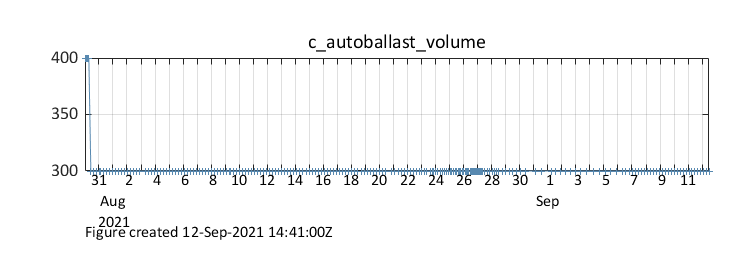 c_autoballast_volume
400
350
300
31 2 4 6 8 10 12 14 16 18 20 22 24 26 28 30 1 3 5 7 9 11
Aug Sep
2021
Figure created 12-Sep-2021 14:41:00Z